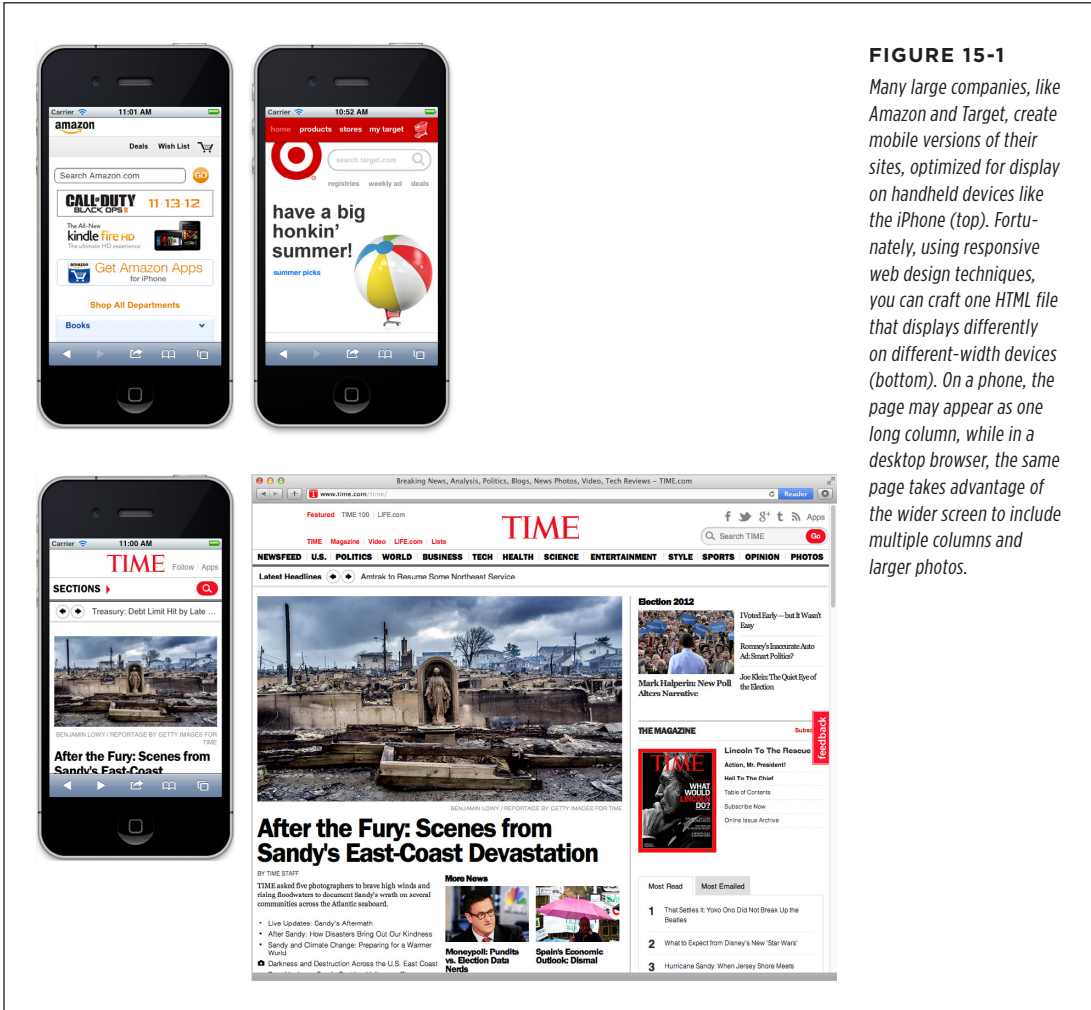 Carrier 11:01 AM
amazon
Deals Wish List
Search Amazon.com GO
CALL OF DUTY 11·13·12
BLACK OPS II
The All-New
kindle fire HD
The ultimate HD experience
amazon
Get Amazon Apps
for iPhone
Shop All Departments
Books
Carrier 10:52 AM
home products stores my target
search target.com
registries weekly ad deals
have a big
honkin'
summer!
summer picks
FIGURE 15-1
Many large companies, like
Amazon and Target, create
mobile versions of their
sites, optimized for display
on handheld devices like
the iPhone (top). Fortu-
nately, using responsive
web design techniques,
you can craft one HTML file
that displays differently
on different-width devices
(bottom). On a phone, the
page may appear as one
long column, while in a
desktop browser, the same
page takes advantage of
the wider screen to include
multiple columns and
larger photos.
Carrier 11:00 AM
TIME Follow Apps
SECTIONS
Treasury: Debt Limit Hit by Late ...
BENJAMIN LOWY / REPORTAGE BY GETTY IMAGES FOR
TIME
After the Fury: Scenes from
Sandy's East-Coast
Breaking News, Analysis, Politics, Blogs, News Photos, Video, Tech Reviews – TIME.com
www.time.com/time/ Reader
Featured TIME 100 LIFE.com
TIME
Apps
Search TIME Go
TIME Magazine Video LIFE.com Lists
NEWSFEED U.S. POLITICS WORLD BUSINESS TECH HEALTH SCIENCE ENTERTAINMENT STYLE SPORTS OPINION PHOTOS
Latest Headlines Amtrak to Resume Some Northeast Service
BENJAMIN LOWY / REPORTAGE BY GETTY IMAGES FOR TIME
After the Fury: Scenes from
Sandy's East-Coast Devastation
BY TIME STAFF
TIME asked five photographers to brave high winds and
rising floodwaters to document Sandy's wrath on several
communities across the Atlantic seaboard.
• Live Updates: Sandy's Aftermath
• After Sandy: How Disasters Bring Out Our Kindness
• Sandy and Climate Change: Preparing for a Warmer
World
Darkness and Destruction Across the U.S. East Coast
More News
Moneypoll: Pundits
vs. Election Data
Nerds
Spain's Economic
Outlook: Dismal
Election 2012
Mark Halperin: New Poll
Alters Narrative
I Voted Early — but It Wasn't
Easy
Romney's Inaccurate Auto
Ad: Smart Politics?
Joe Klein: The Quiet Eye of
the Election
THE MAGAZINE Subsc
feedback
TIME
WHAT
WOULD
LINCOLN
DO?
Lincoln To The Rescue
Action, Mr. President!
Hail To The Chief
Table of Contents
Subscribe Now
Online Issue Archive
Most Read Most Emailed
1 That Settles It: Yoko Ono Did Not Break Up the
Beatles
2 What to Expect from Disney's New 'Star Wars'
3 Hurricane Sandy: When Jersey Shore Meets